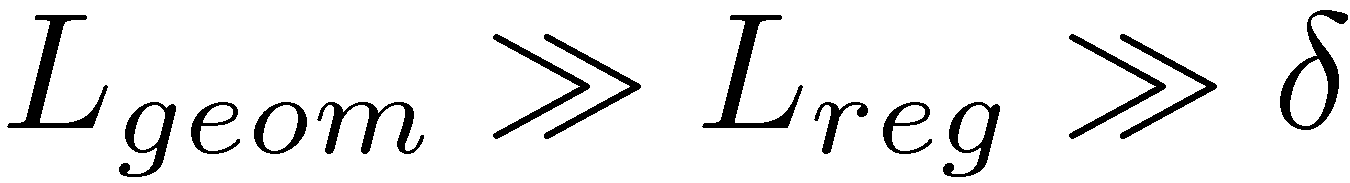 L_{geom} ≫ L_{reg} ≫ δ